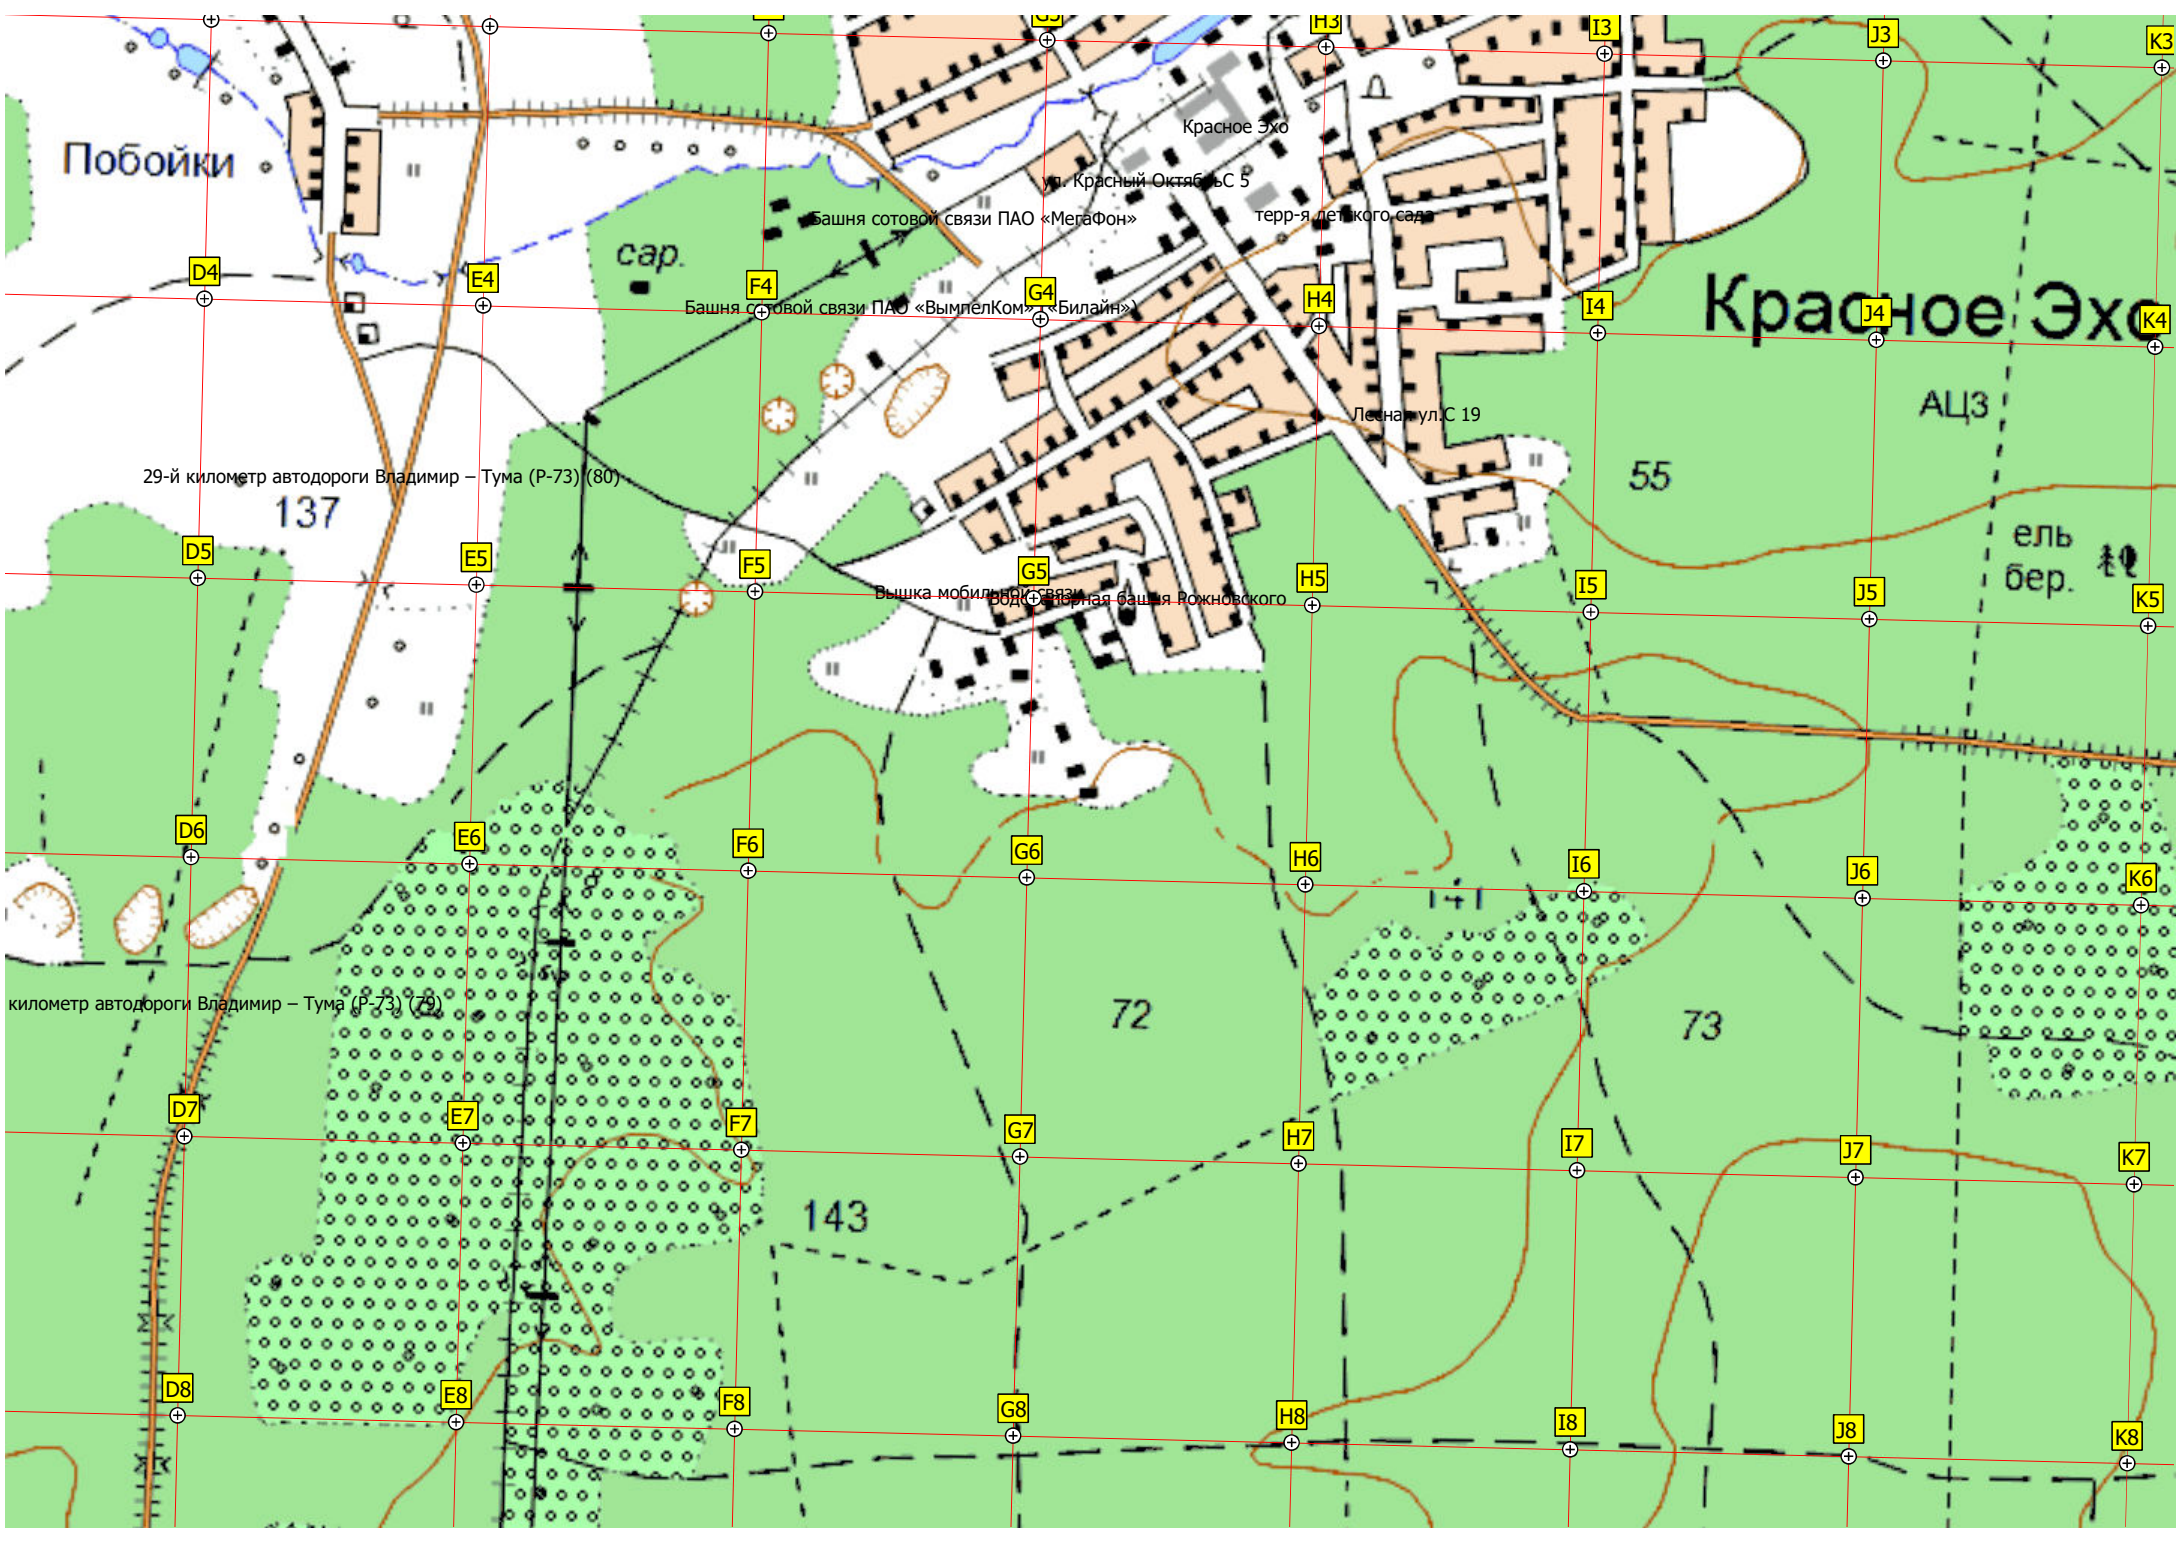 G3
H3
I3
J3
K3
Красное Эхо
Побойки
ул. Красный ОктябрьС 5
Башня сотовой связи ПАО «МегаФон»
терр-я детского сада
сар.
D4
E4
F4
G4
H4
I4
J4
K4
Башня сотовой связи ПАО «ВымпелКом» («Билайн»)
Красное Эхо
АЦЗ
Лесная ул.С 19
29-й километр автодороги Владимир – Тума (Р-73) (80)
55
137
ель
бер.
D5
E5
F5
G5
H5
I5
J5
K5
Вышка мобильной связи
Водонапорная башня Рожновского
D6
E6
F6
G6
H6
I6
J6
K6
километр автодороги Владимир – Тума (Р-73) (79)
72
73
D7
E7
F7
G7
H7
I7
J7
K7
143
D8
E8
F8
G8
H8
I8
J8
K8